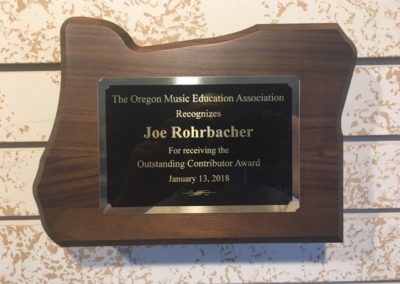 The Oregon Music Education Association
Recognizes
Joe Rohrbacher
For receiving the
Outstanding Contributor Award
January 13, 2018